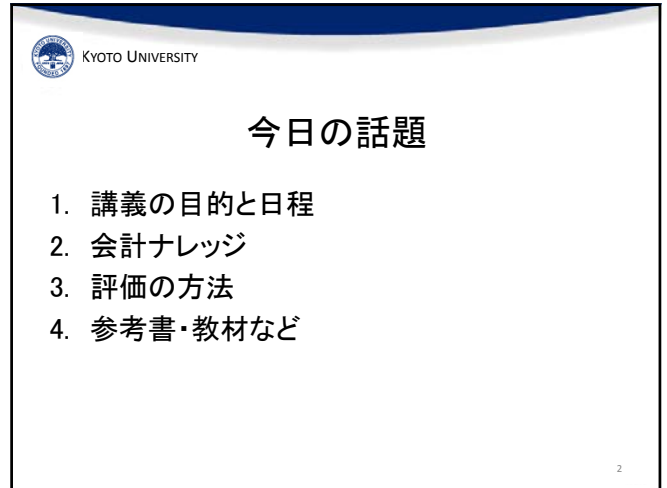 KYOTO UNIVERSITY
今日の話題
1. 講義の目的と日程
2. 会計ナレッジ
3. 評価の方法
4. 参考書・教材など
2